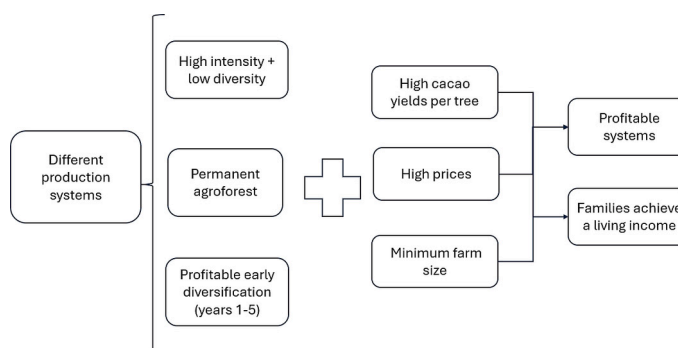 Different
production
systems
High intensity +
low diversity
Permanent
agroforest
Profitable early
diversification
(years 1-5)
High cacao
yields per tree
High prices
Minimum farm
size
Profitable
systems
Families achieve
a living income